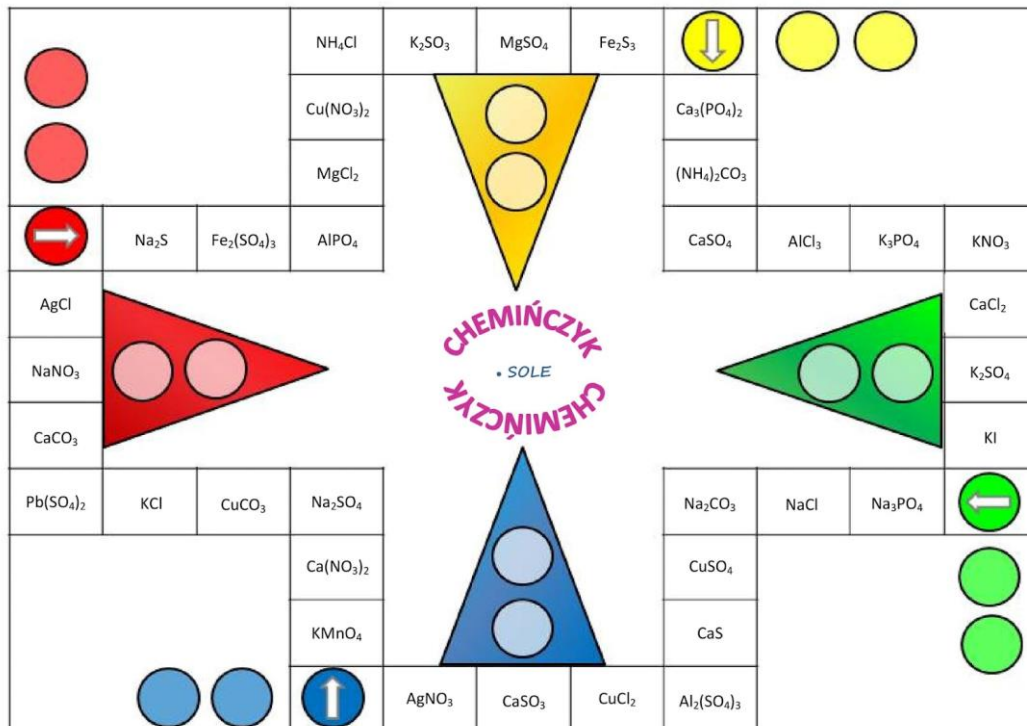 NH₄Cl K₂SO₃ MgSO₄ Fe₂S₃
Cu(NO₃)₂ Ca₃(PO₄)₂
MgCl₂ (NH₄)₂CO₃
Na₂S Fe₂(SO₄)₃ AlPO₄ CaSO₄ AlCl₃ K₃PO₄ KNO₃
AgCl CaCl₂
CHEMIŃCZYK
NaNO₃ • SOLE K₂SO₄
CHEMIŃCZYK
CaCO₃ KI
Pb(SO₄)₂ KCl CuCO₃ Na₂SO₄ Na₂CO₃ NaCl Na₃PO₄
Ca(NO₃)₂ CuSO₄
KMnO₄ CaS
AgNO₃ CaSO₃ CuCl₂ Al₂(SO₄)₃